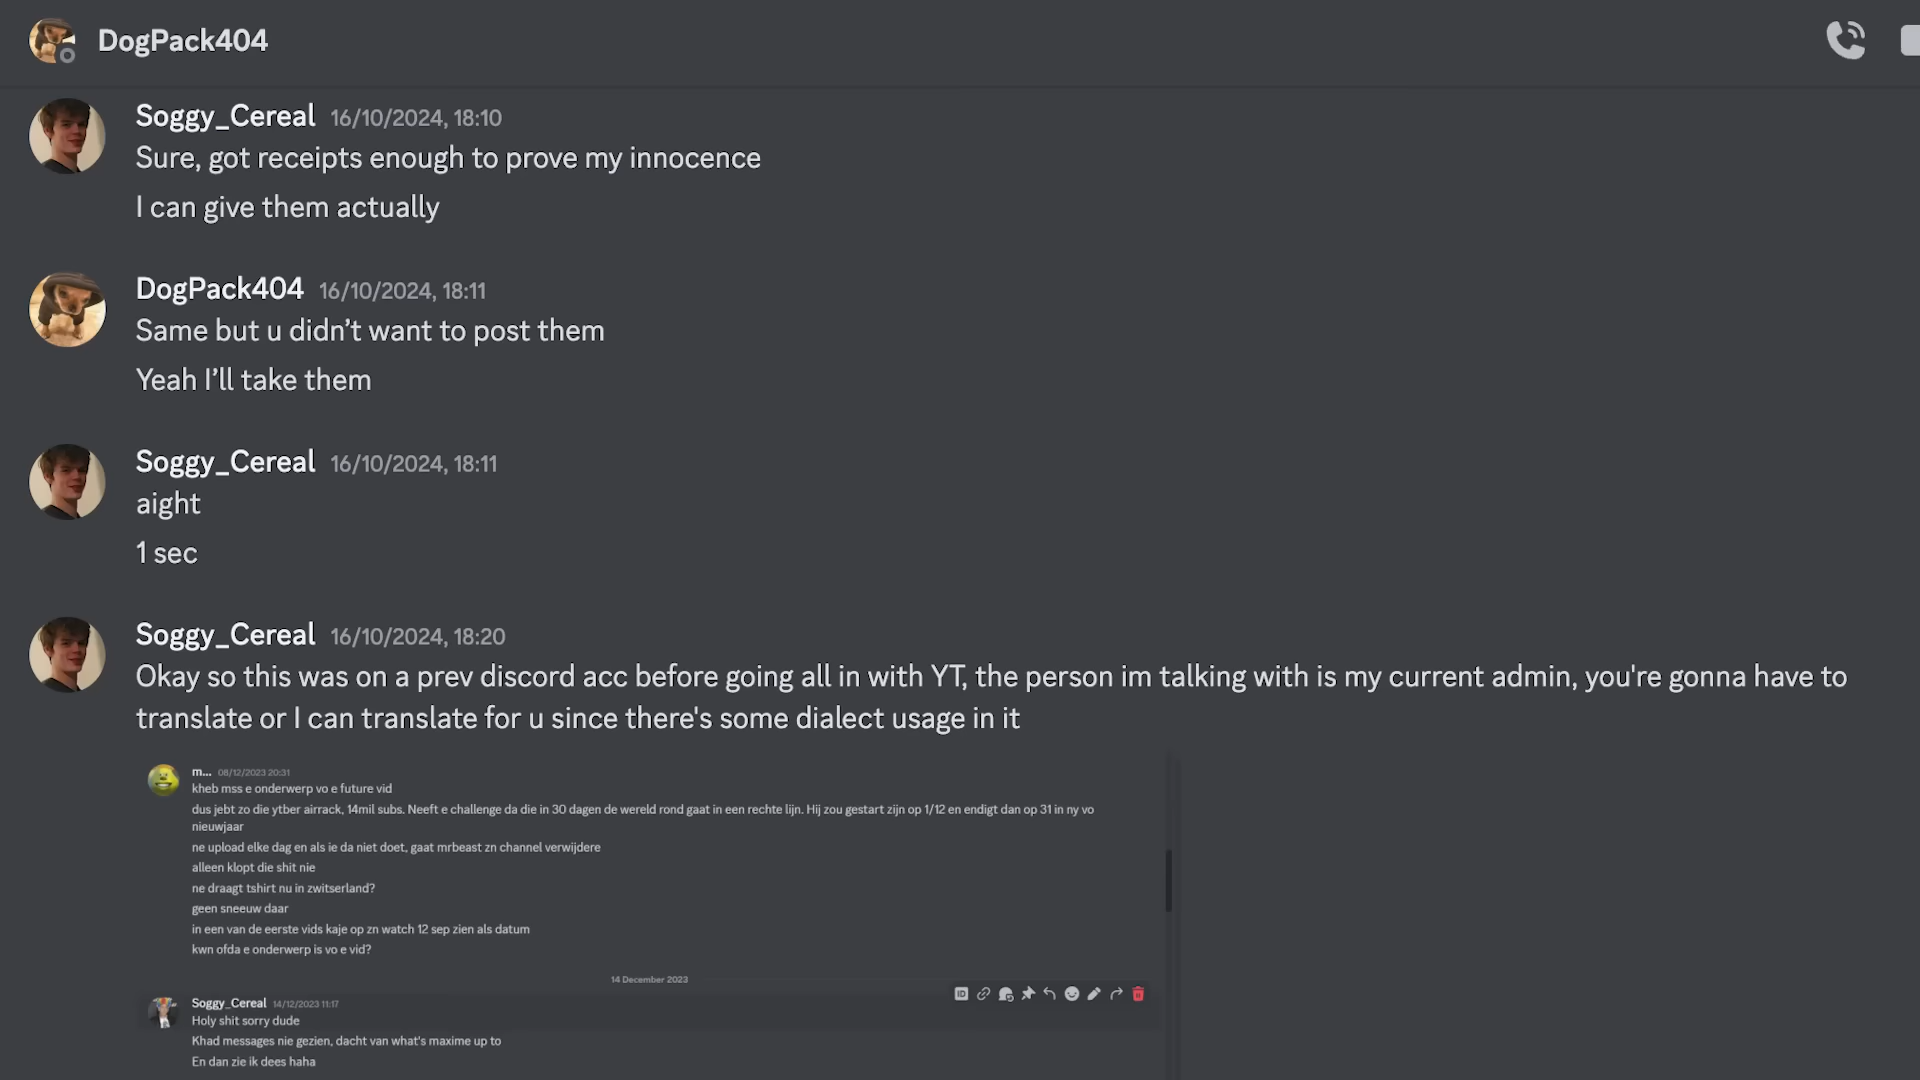 DogPack404
Soggy_Cereal 16/10/2024, 18:10
Sure, got receipts enough to prove my innocence
I can give them actually
DogPack404 16/10/2024, 18:11
Same but u didn’t want to post them
Yeah I’ll take them
Soggy_Cereal 16/10/2024, 18:11
aight
1 sec
Soggy_Cereal 16/10/2024, 18:20
Okay so this was on a prev discord acc before going all in with YT, the person im talking with is my current admin, you're gonna have to
translate or I can translate for u since there's some dialect usage in it
m... 08/12/2023 20:31
kheb mss e onderwerp vo e future vid
dus jebt zo die ytber airrack, 14mil subs. Neeft e challenge da die in 30 dagen de wereld rond gaat in een rechte lijn. Hij zou gestart zijn op 1/12 en endigt dan op 31 in ny vo
nieuwjaar
ne upload elke dag en als ie da niet doet, gaat mrbeast zn channel verwijdere
alleen klopt die shit nie
ne draagt tshirt nu in zwitserland?
geen sneeuw daar
in een van de eerste vids kaje op zn watch 12 sep zien als datum
kwn ofda e onderwerp is vo e vid?
14 December 2023
ID
Soggy_Cereal 14/12/2023 11:17
Holy shit sorry dude
Khad messages nie gezien, dacht van what's maxime up to
En dan zie ik dees haha